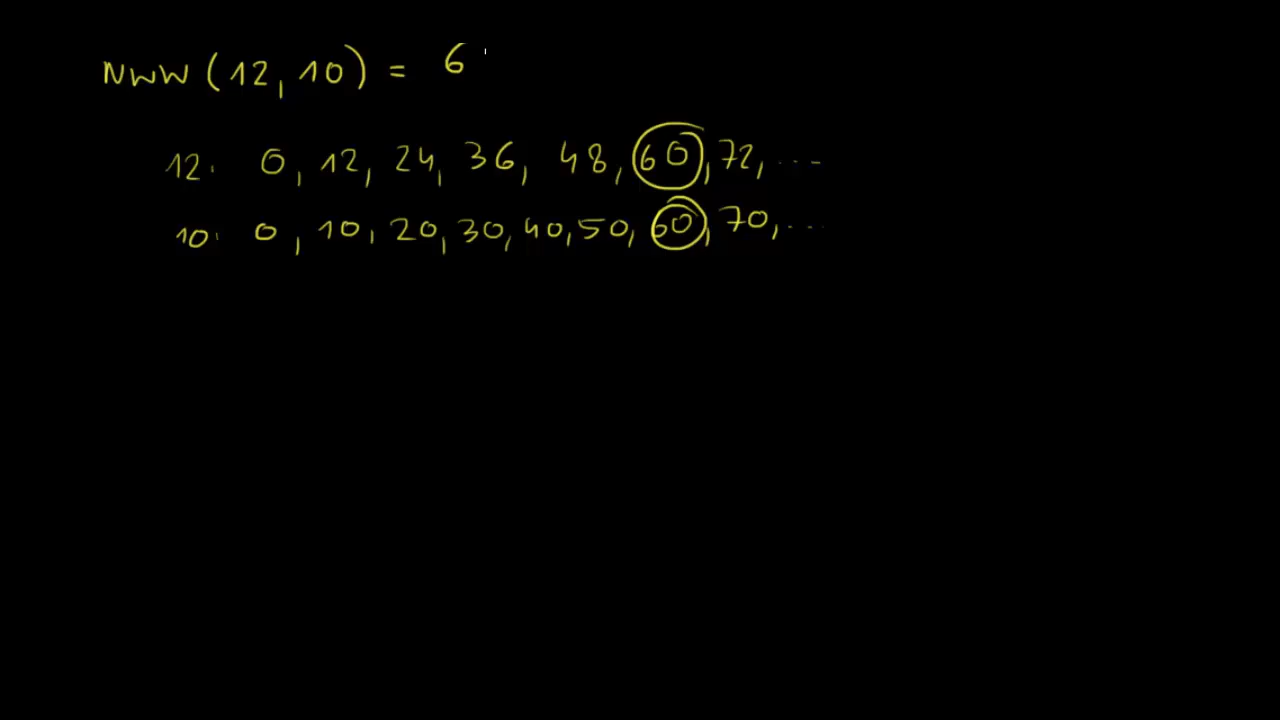 NWW (12, 10) = 6
12: 0, 12, 24, 36, 48, 60, 72, ....
10: 0, 10, 20, 30, 40, 50, 60, 70, ....